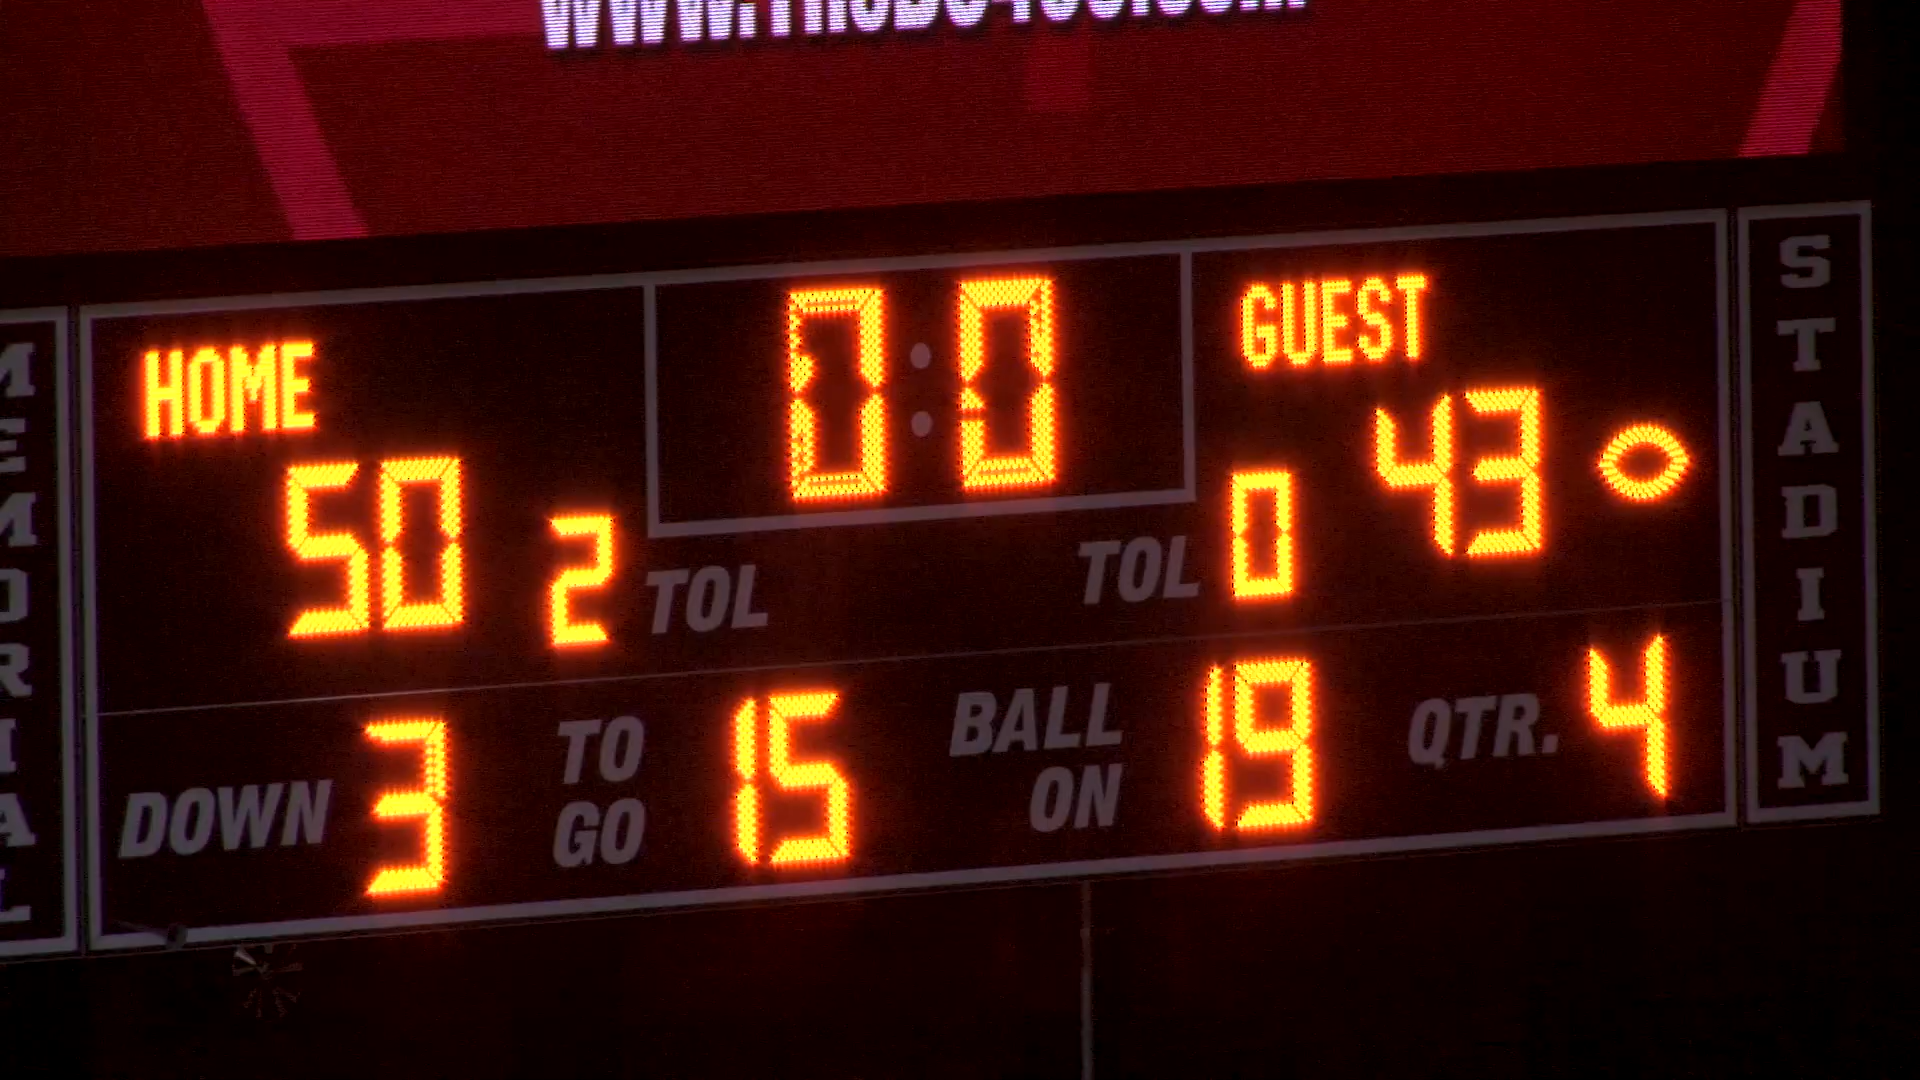 HOME
0:0
GUEST
50
2
TOL
TOL
0
43
DOWN
3
TO
GO
15
BALL
ON
19
QTR.
4
STADIUM